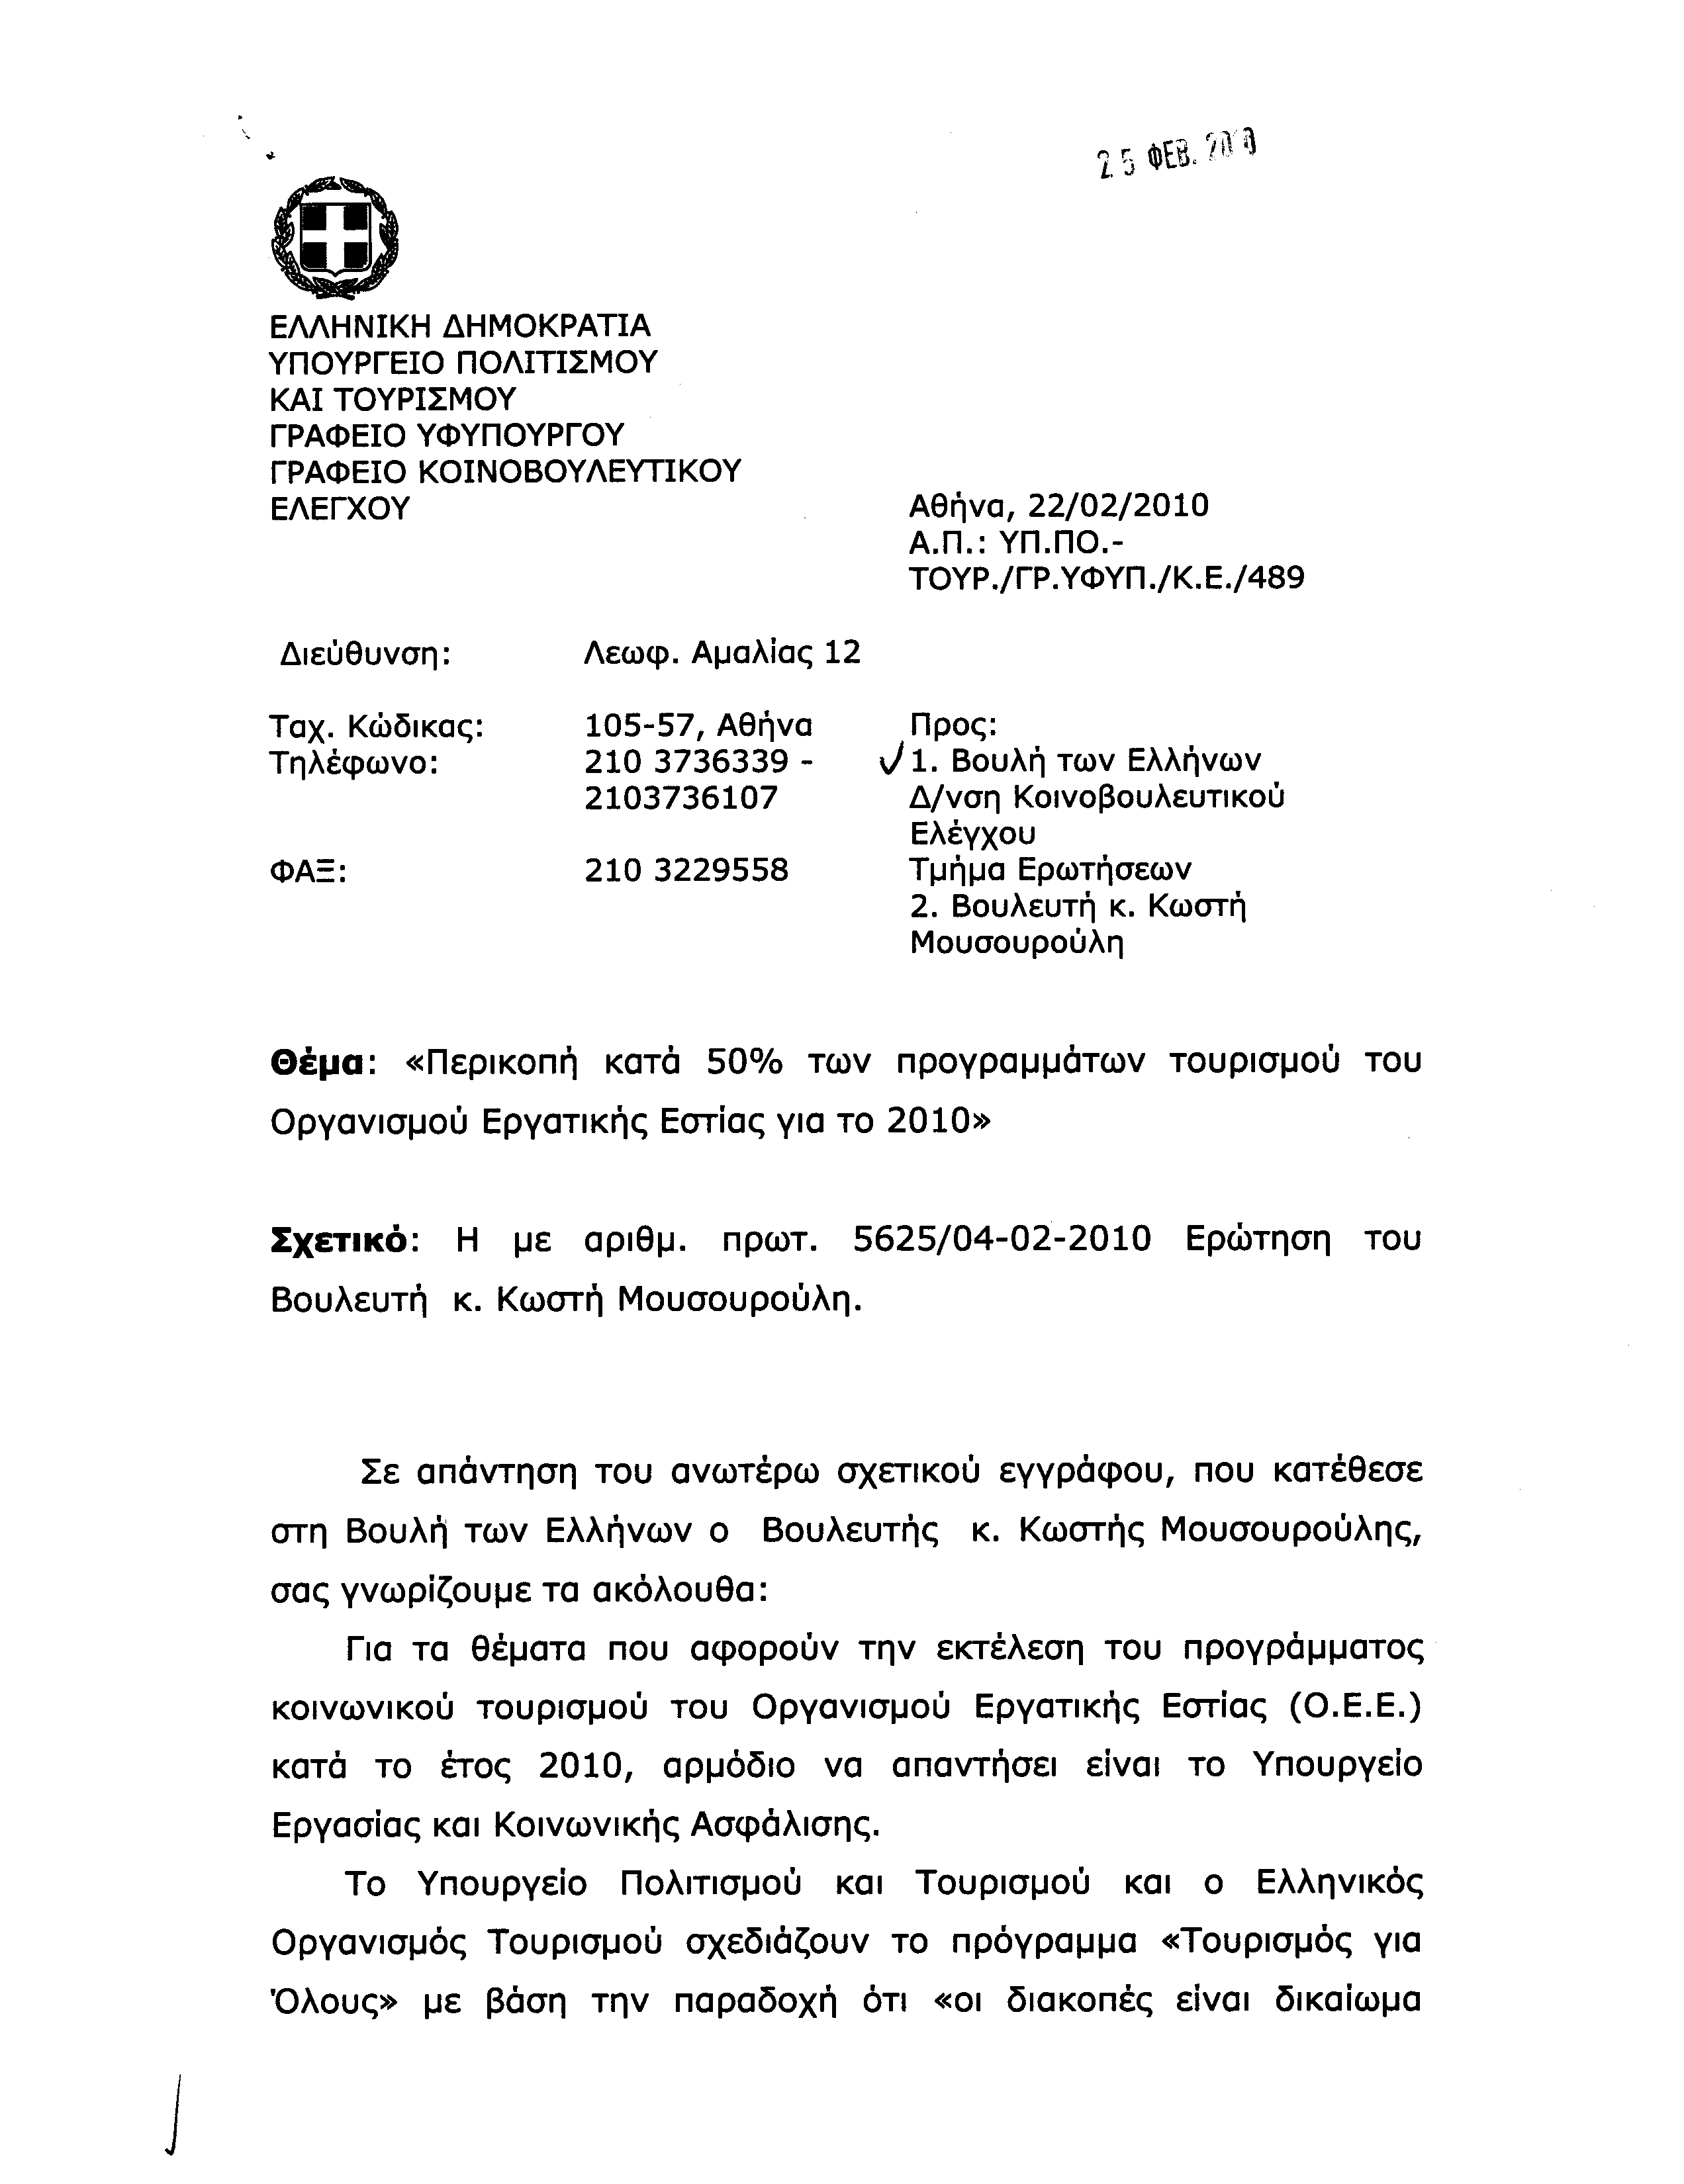 25 ΦΕΒ. 2010
ΕΛΛΗΝΙΚΗ ΔΗΜΟΚΡΑΤΙΑ
ΥΠΟΥΡΓΕΙΟ ΠΟΛΙΤΙΣΜΟΥ
ΚΑΙ ΤΟΥΡΙΣΜΟΥ
ΓΡΑΦΕΙΟ ΥΦΥΠΟΥΡΓΟΥ
ΓΡΑΦΕΙΟ ΚΟΙΝΟΒΟΥΛΕΥΤΙΚΟΥ
ΕΛΕΓΧΟΥ
Αθήνα, 22/02/2010
Α.Π.: ΥΠ.ΠΟ.-
ΤΟΥΡ./ΓΡ.ΥΦΥΠ./Κ.Ε./489
Διεύθυνση: Λεωφ. Αμαλίας 12
Ταχ. Κώδικας: 105-57, Αθήνα
Τηλέφωνο: 210 3736339 -
2103736107
ΦΑΞ: 210 3229558
Προς:
1. Βουλή των Ελλήνων
Δ/νση Κοινοβουλευτικού
Ελέγχου
Τμήμα Ερωτήσεων
2. Βουλευτή κ. Κωστή
Μουσουρούλη
Θέμα: «Περικοπή κατά 50% των προγραμμάτων τουρισμού του
Οργανισμού Εργατικής Εστίας για το 2010»
Σχετικό: Η με αριθμ. πρωτ. 5625/04-02-2010 Ερώτηση του
Βουλευτή κ. Κωστή Μουσουρούλη.
Σε απάντηση του ανωτέρω σχετικού εγγράφου, που κατέθεσε
στη Βουλή των Ελλήνων ο Βουλευτής κ. Κωστής Μουσουρούλης,
σας γνωρίζουμε τα ακόλουθα:
Για τα θέματα που αφορούν την εκτέλεση του προγράμματος
κοινωνικού τουρισμού του Οργανισμού Εργατικής Εστίας (Ο.Ε.Ε.)
κατά το έτος 2010, αρμόδιο να απαντήσει είναι το Υπουργείο
Εργασίας και Κοινωνικής Ασφάλισης.
Το Υπουργείο Πολιτισμού και Τουρισμού και ο Ελληνικός
Οργανισμός Τουρισμού σχεδιάζουν το πρόγραμμα «Τουρισμός για
Όλους» με βάση την παραδοχή ότι «οι διακοπές είναι δικαίωμα